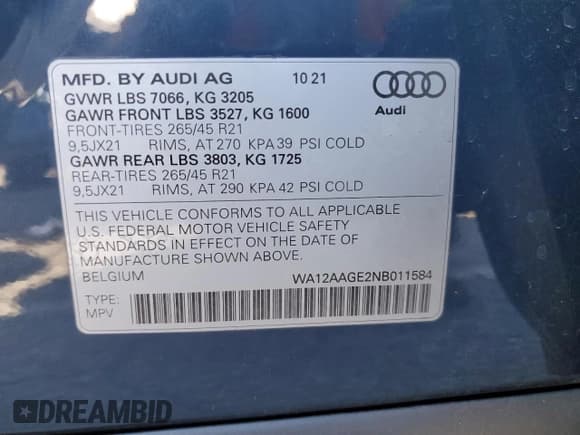 MFD. BY AUDI AG 10 21
GVWR LBS 7066, KG 3205
GAWR FRONT LBS 3527, KG 1600
FRONT-TIRES 265/45 R21
9,5JX21 RIMS, AT 270 KPA 39 PSI COLD
GAWR REAR LBS 3803, KG 1725
REAR-TIRES 265/45 R21
9,5JX21 RIMS, AT 290 KPA 42 PSI COLD
Audi
THIS VEHICLE CONFORMS TO ALL APPLICABLE
U.S. FEDERAL MOTOR VEHICLE SAFETY
STANDARDS IN EFFECT ON THE DATE OF
MANUFACTURE SHOWN ABOVE.
BELGIUM WA12AAGE2NB011584
TYPE:
MPV
DREAMBID